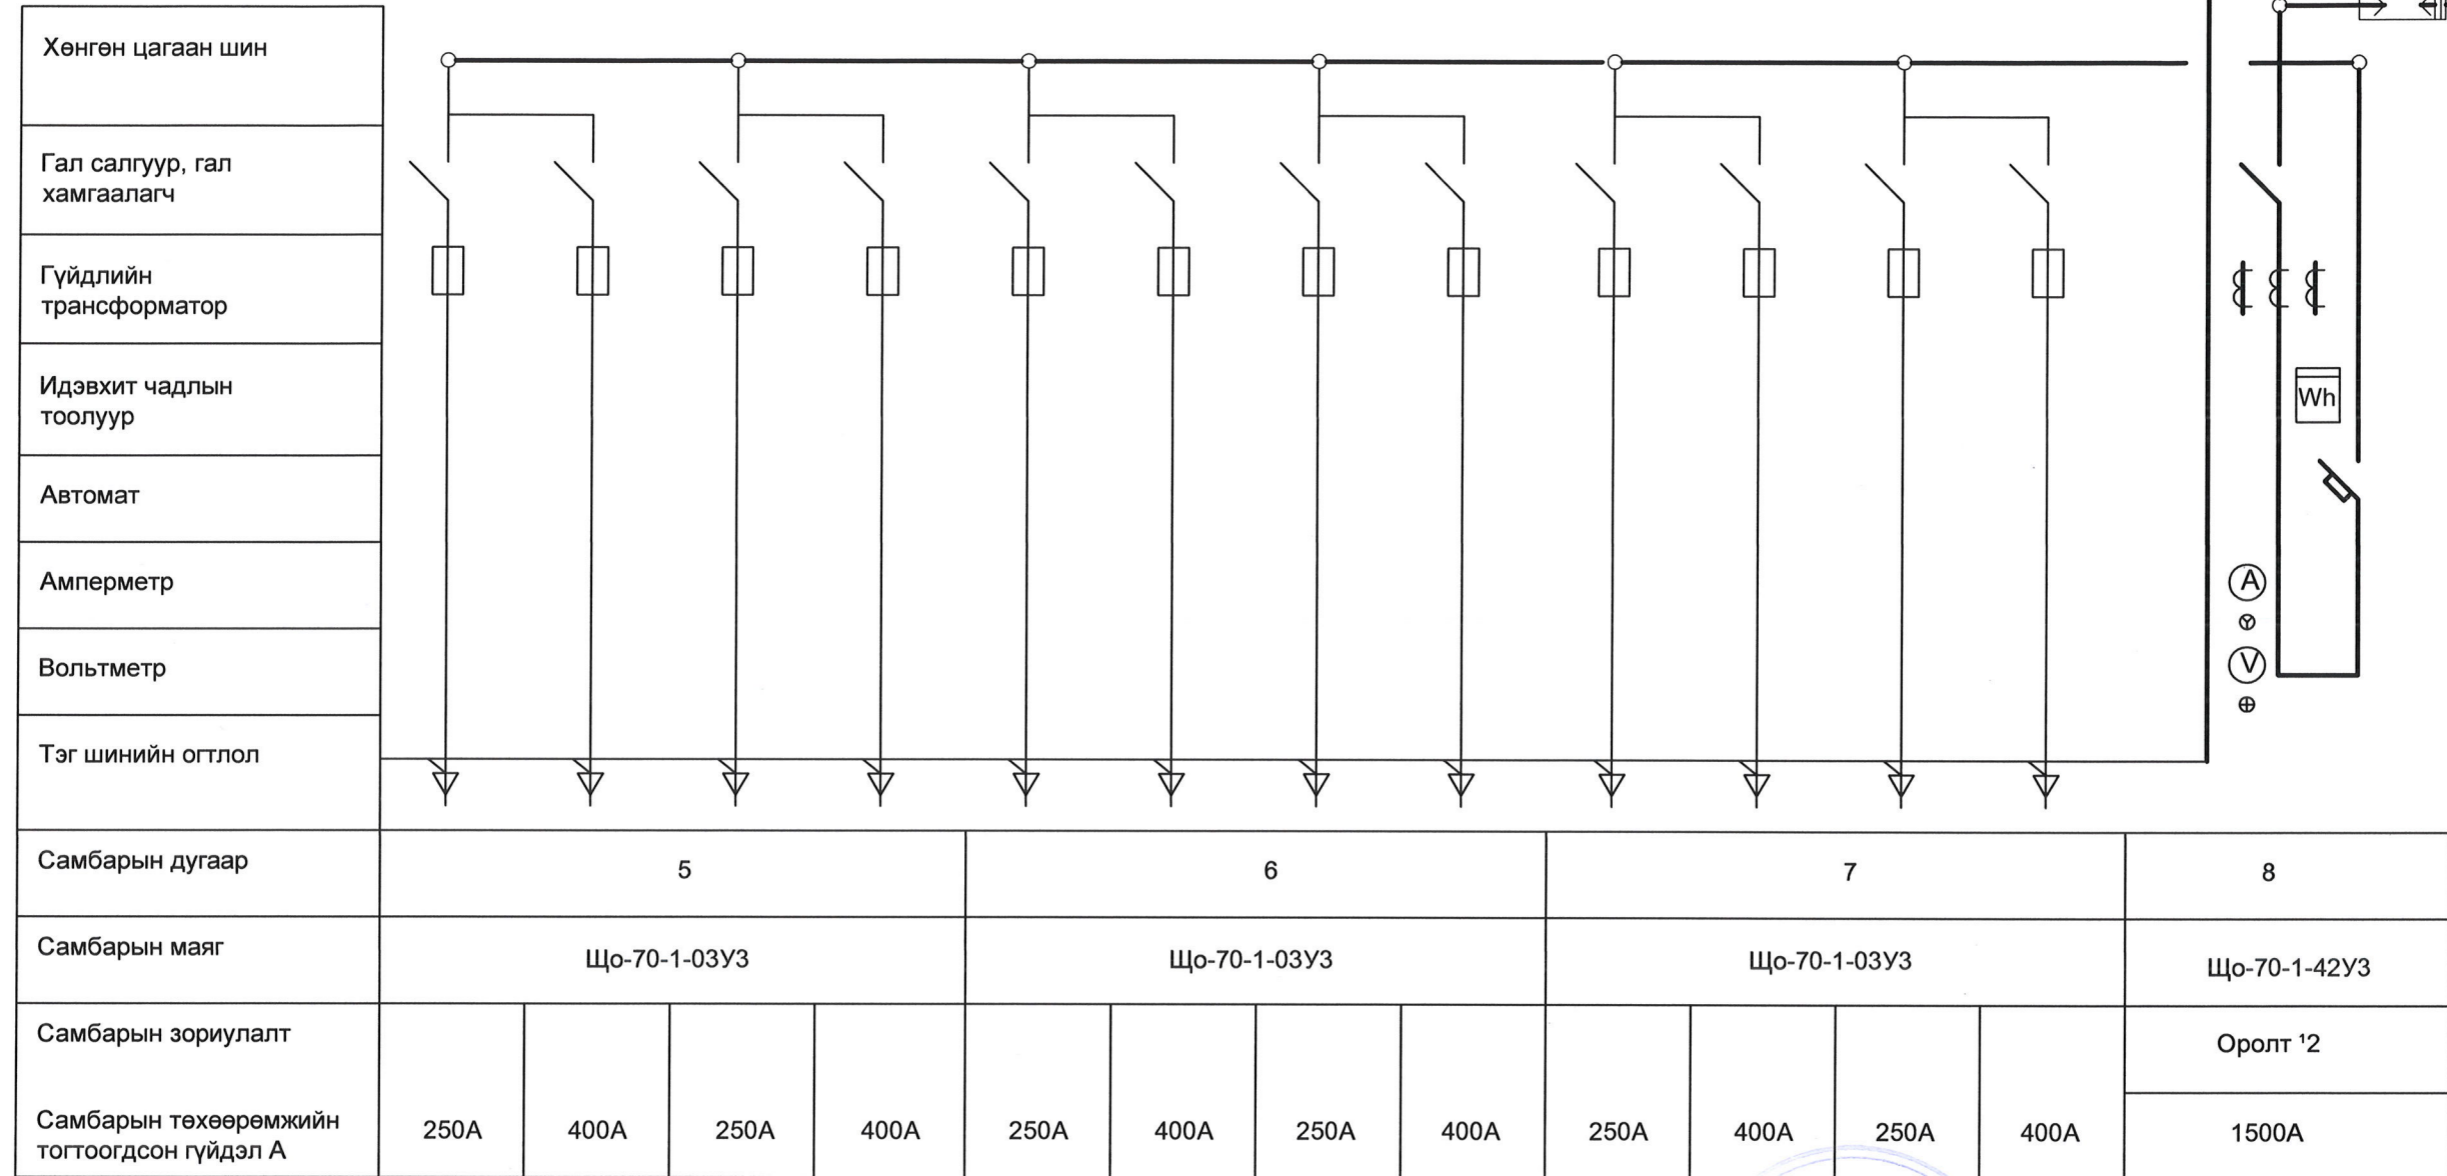 Хөнгөн цагаан шин
Гал салгуур, гал
хамгаалагч
Гүйдлийн
трансформатор
Идэвхит чадлын
тоолуур
Wh
Автомат
Амперметр
A
Вольтметр
V
Тэг шинийн огтлол
Самбарын дугаар
5
6
7
8
Самбарын маяг
Що-70-1-03У3
Що-70-1-03У3
Що-70-1-03У3
Що-70-1-42У3
Самбарын зориулалт
Оролт ¹2
Самбарын төхөөрөмжийн
тогтоогдсон гүйдэл А
250А
400А
250А
400А
250А
400А
250А
400А
250А
400А
250А
400А
1500А